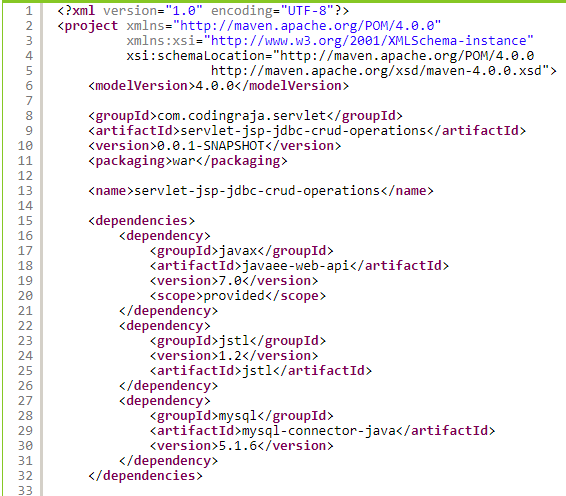 1 <?xml version="1.0" encoding="UTF-8"?>
2 <project xmlns="http://maven.apache.org/POM/4.0.0"
3 xmlns:xsi="http://www.w3.org/2001/XMLSchema-instance"
4 xsi:schemaLocation="http://maven.apache.org/POM/4.0.0
5 http://maven.apache.org/xsd/maven-4.0.0.xsd">
6 <modelVersion>4.0.0</modelVersion>
7
8 <groupId>com.codingraja.servlet</groupId>
9 <artifactId>servlet-jsp-jdbc-crud-operations</artifactId>
10 <version>0.0.1-SNAPSHOT</version>
11 <packaging>war</packaging>
12
13 <name>servlet-jsp-jdbc-crud-operations</name>
14
15 <dependencies>
16 <dependency>
17 <groupId>javax</groupId>
18 <artifactId>javaee-web-api</artifactId>
19 <version>7.0</version>
20 <scope>provided</scope>
21 </dependency>
22 <dependency>
23 <groupId>jstl</groupId>
24 <version>1.2</version>
25 <artifactId>jstl</artifactId>
26 </dependency>
27 <dependency>
28 <groupId>mysql</groupId>
29 <artifactId>mysql-connector-java</artifactId>
30 <version>5.1.6</version>
31 </dependency>
32 </dependencies>
33